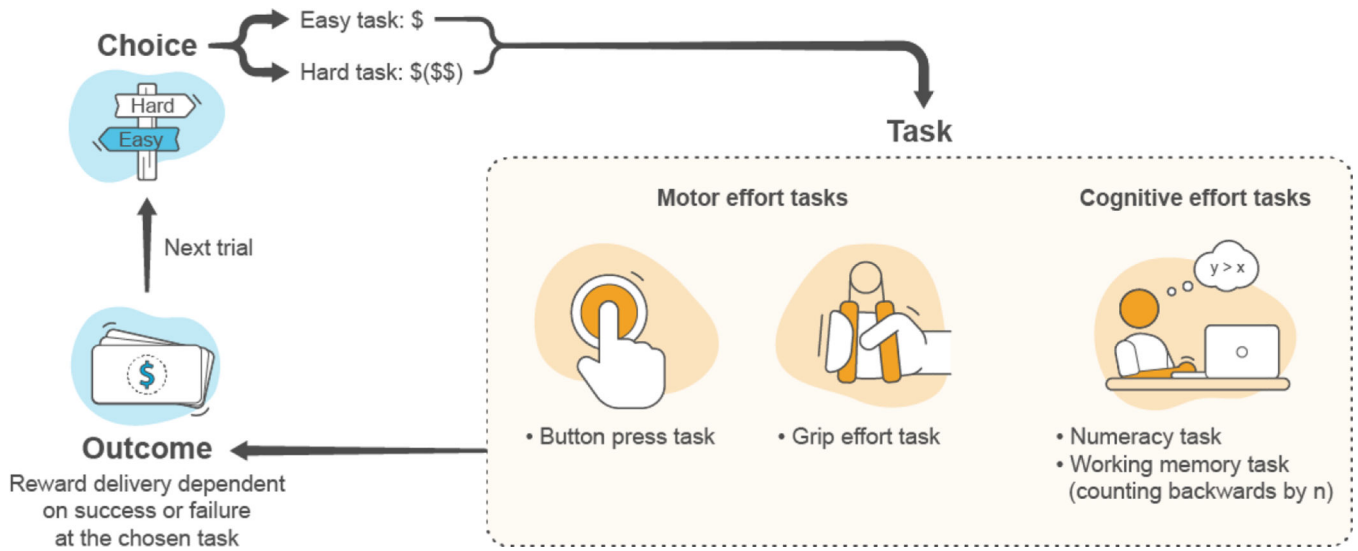 Choice
Easy task: $
Hard task: $($$)
Hard
Easy
Task
Motor effort tasks
Cognitive effort tasks
y > x
Next trial
$
• Button press task
• Grip effort task
• Numeracy task
• Working memory task
(counting backwards by n)
Outcome
Reward delivery dependent
on success or failure
at the chosen task